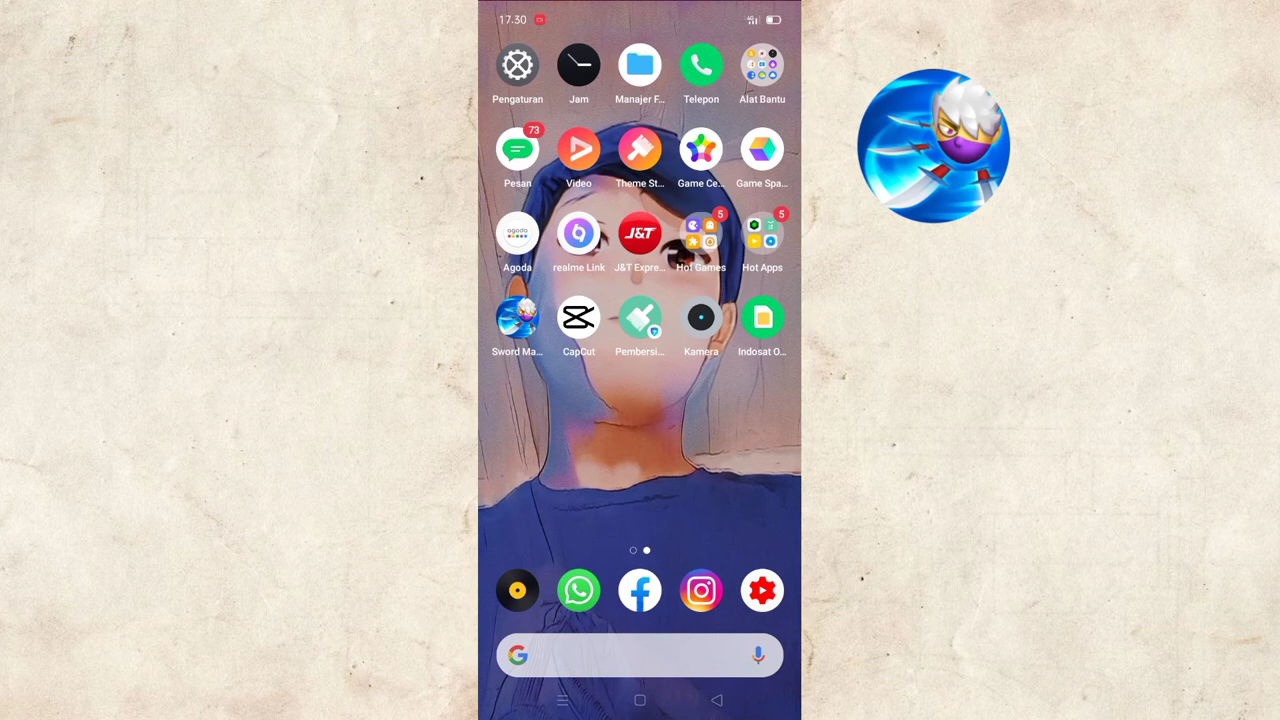 17.30
Pengaturan
Jam
Manajer F...
Telepon
Alat Bantu
73
Pesan
Video
Theme St...
Game Ce...
Game Spa...
agoda
J&T
5
5
Agoda
realme Link
J&T Expre...
Hot Games
Hot Apps
Sword Ma...
CapCut
Pembersi...
Kamera
Indosat O...